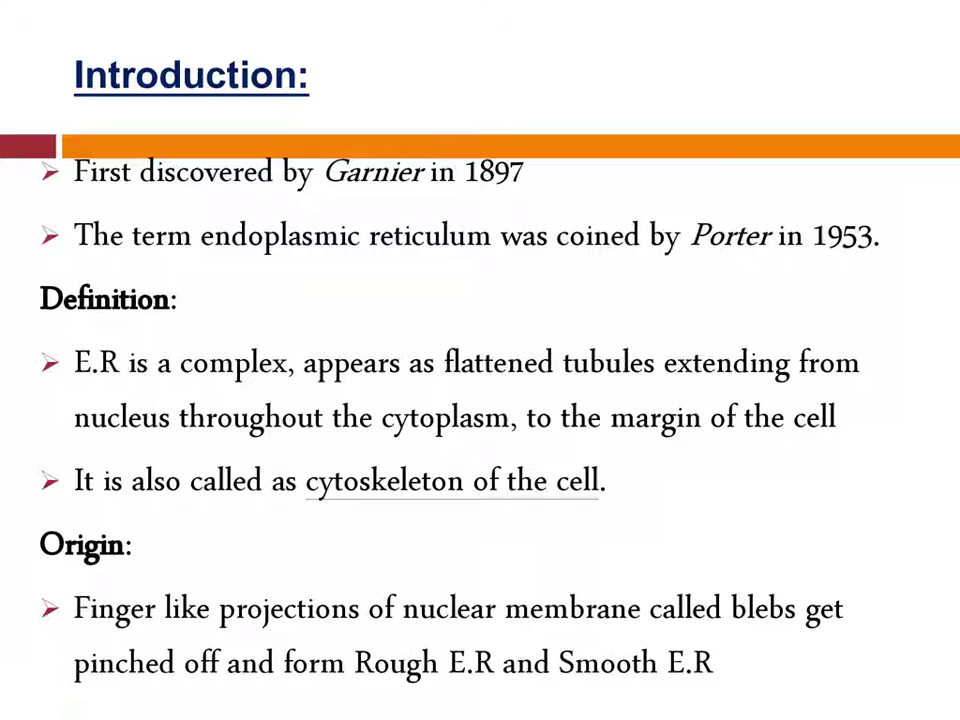 Introduction:
First discovered by Garnier in 1897
The term endoplasmic reticulum was coined by Porter in 1953.
Definition:
E.R is a complex, appears as flattened tubules extending from
nucleus throughout the cytoplasm, to the margin of the cell
It is also called as cytoskeleton of the cell.
Origin:
Finger like projections of nuclear membrane called blebs get
pinched off and form Rough E.R and Smooth E.R